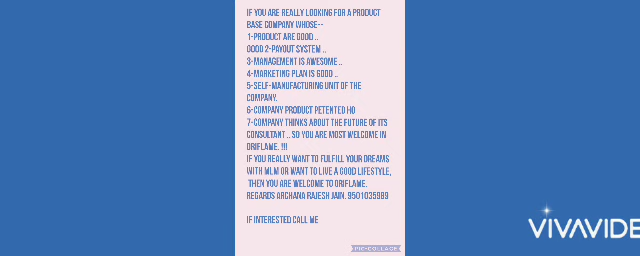 IF YOU ARE REALLY LOOKING FOR A PRODUCT
BASE COMPANY WHOSE--
1-PRODUCT ARE GOOD ..
GOOD 2-PAYOUT SYSTEM ..
3-MANAGEMENT IS AWESOME ..
4-MARKETING PLAN IS GOOD ..
5-SELF-MANUFACTURING UNIT OF THE
COMPANY.
6-COMPANY PRODUCT PETENTED HO
7-COMPANY THINKS ABOUT THE FUTURE OF ITS
CONSULTANT .. SO YOU ARE MOST WELCOME IN
ORIFLAME. !!!
IF YOU REALLY WANT TO FULFILL YOUR DREAMS
WITH MLM OR WANT TO LIVE A GOOD LIFESTYLE,
THEN YOU ARE WELCOME TO ORIFLAME.
REGARDS ARCHANA RAJESH JAIN. 9501035989
IF INTERESTED CALL ME
PIC•COLLAGE
VIVAVIDE